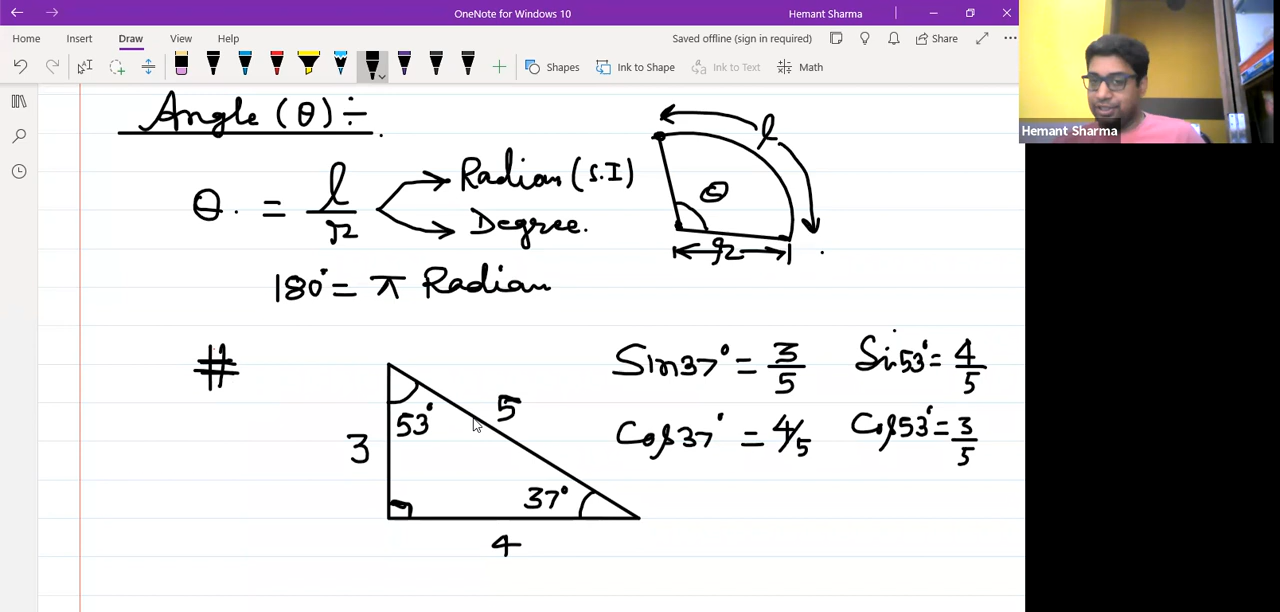 OneNote for Windows 10
Hemant Sharma
Home Insert Draw View Help
Saved offline (sign in required)
Share
Shapes
Ink to Shape
Ink to Text
Math
Hemant Sharma
Angle (θ) ÷
θ = l/r
Radian (S.I)
Degree.
180° = π Radian
l
θ
r
#
53°
5
3
37°
4
Sin37° = 3/5
Sin53° = 4/5
Cos37° = 4/5
Cos53° = 3/5